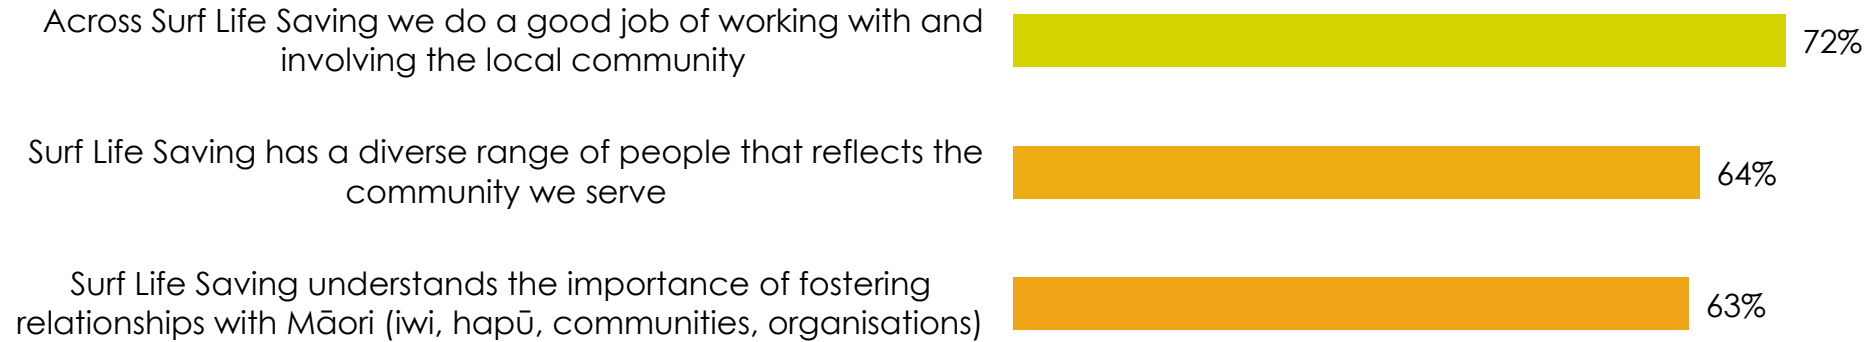 Across Surf Life Saving we do a good job of working with and
involving the local community
72%
Surf Life Saving has a diverse range of people that reflects the
community we serve
64%
Surf Life Saving understands the importance of fostering
relationships with Māori (iwi, hapū, communities, organisations)
63%